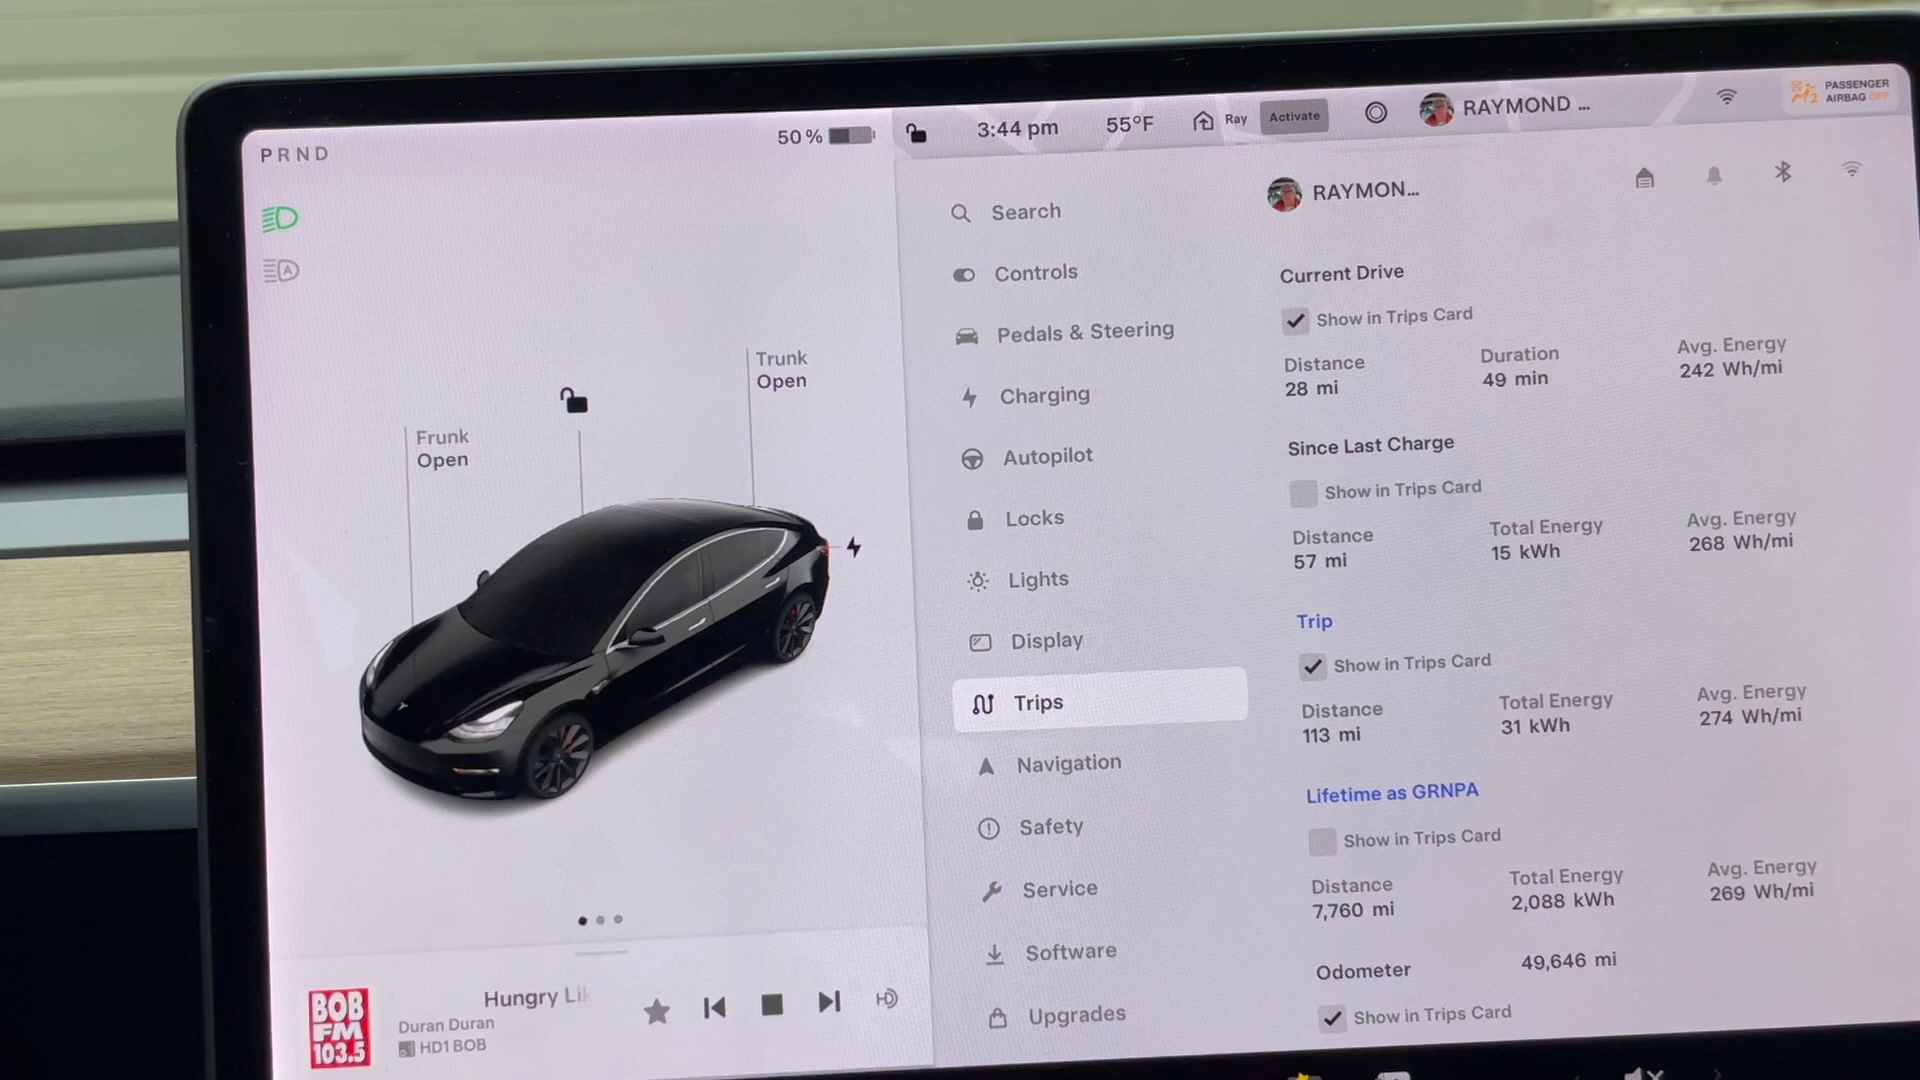 P R N D
50 %
3:44 pm
55°F
Ray
Activate
RAYMOND ...
PASSENGER
AIRBAG OFF
Trunk
Open
Frunk
Open
Search
Controls
Pedals & Steering
Charging
Autopilot
Locks
Lights
Display
Trips
Navigation
Safety
Service
Software
Upgrades
RAYMON...
Current Drive
Show in Trips Card
Distance
28 mi
Duration
49 min
Avg. Energy
242 Wh/mi
Since Last Charge
Show in Trips Card
Distance
57 mi
Total Energy
15 kWh
Avg. Energy
268 Wh/mi
Trip
Show in Trips Card
Distance
113 mi
Total Energy
31 kWh
Avg. Energy
274 Wh/mi
Lifetime as GRNPA
Show in Trips Card
Distance
7,760 mi
Total Energy
2,088 kWh
Avg. Energy
269 Wh/mi
Odometer
49,646 mi
Show in Trips Card
BOB
FM
103.5
Hungry Lik
Duran Duran
HD1 BOB